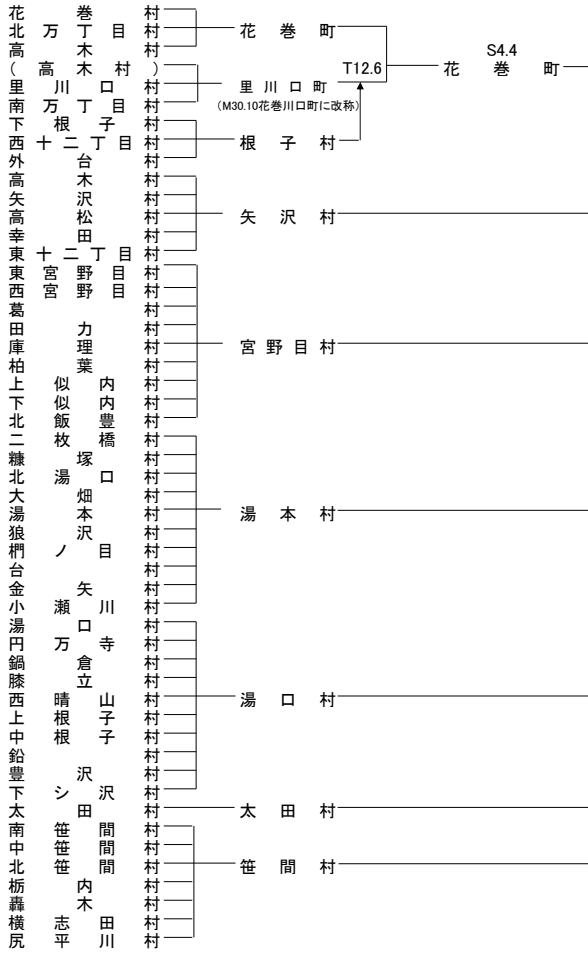 花巻村
北万丁目村 花巻町
高木村 S4.4
(高木村) T12.6 花巻町
里川口村 里川口町
南万丁目村 (M30.10花巻川口町に改称)
下根子村
西十二丁目村 根子村
外台村
高木村
矢沢村
高松村 矢沢村
幸田村
東十二丁目村
東宮野目村
西宮野目村
葛村
田力村
庫理村 宮野目村
柏葉村
上似内村
下似内村
北飯豊村
二枚橋村
糠塚村
北湯口村
大畑村
湯本村 湯本村
狼沢村
椚ノ目村
台村
金矢村
小瀬川村
湯口村
円万寺村
鍋倉村
膝立村
西晴山村 湯口村
上根子村
中根子村
鉛村
豊沢村
下シ沢村
太田村 太田村
南笹間村
中笹間村
北笹間村 笹間村
栃内村
轟木村
横志田村
尻平川村